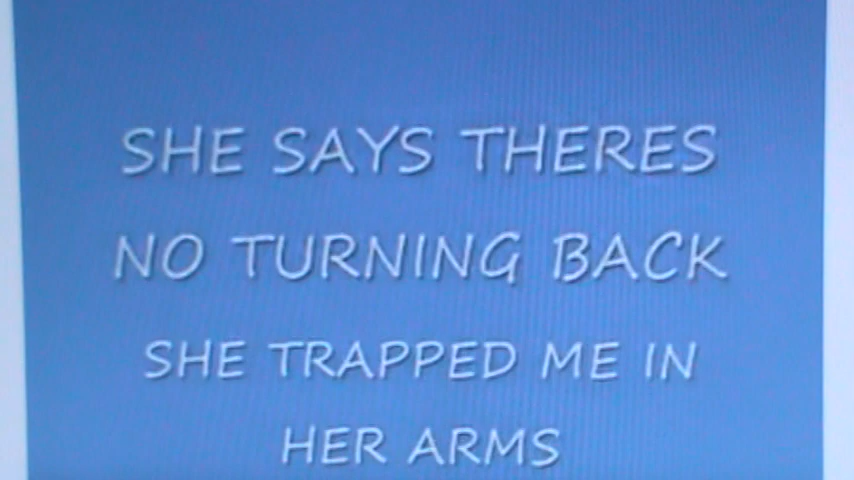 SHE SAYS THERES
NO TURNING BACK
SHE TRAPPED ME IN
HER ARMS